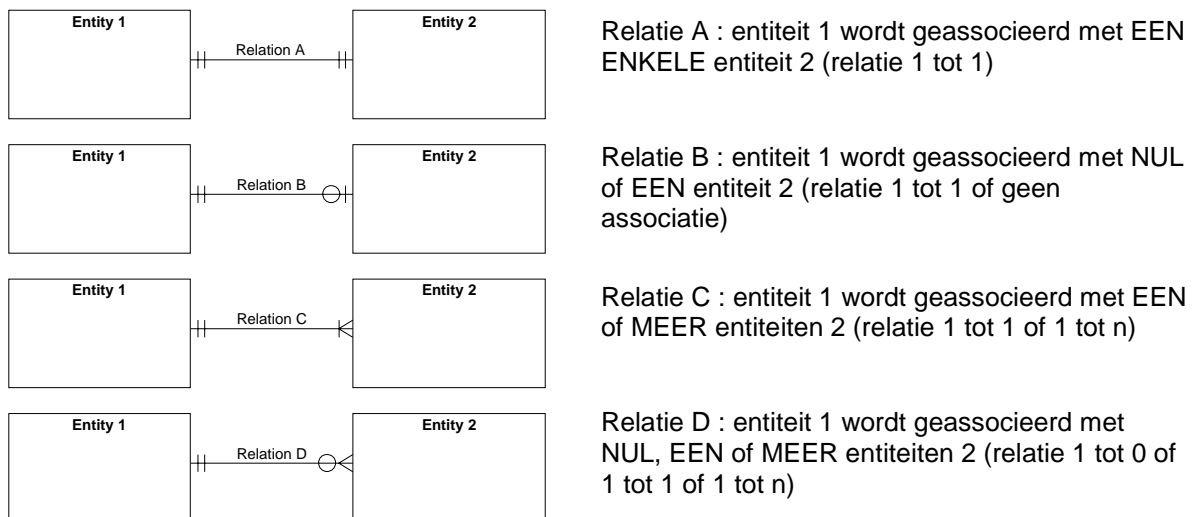 Entity 1
Relation A
Entity 2
Relatie A : entiteit 1 wordt geassocieerd met EEN
ENKELE entiteit 2 (relatie 1 tot 1)
Entity 1
Relation B
Entity 2
Relatie B : entiteit 1 wordt geassocieerd met NUL
of EEN entiteit 2 (relatie 1 tot 1 of geen
associatie)
Entity 1
Relation C
Entity 2
Relatie C : entiteit 1 wordt geassocieerd met EEN
of MEER entiteiten 2 (relatie 1 tot 1 of 1 tot n)
Entity 1
Relation D
Entity 2
Relatie D : entiteit 1 wordt geassocieerd met
NUL, EEN of MEER entiteiten 2 (relatie 1 tot 0 of
1 tot 1 of 1 tot n)